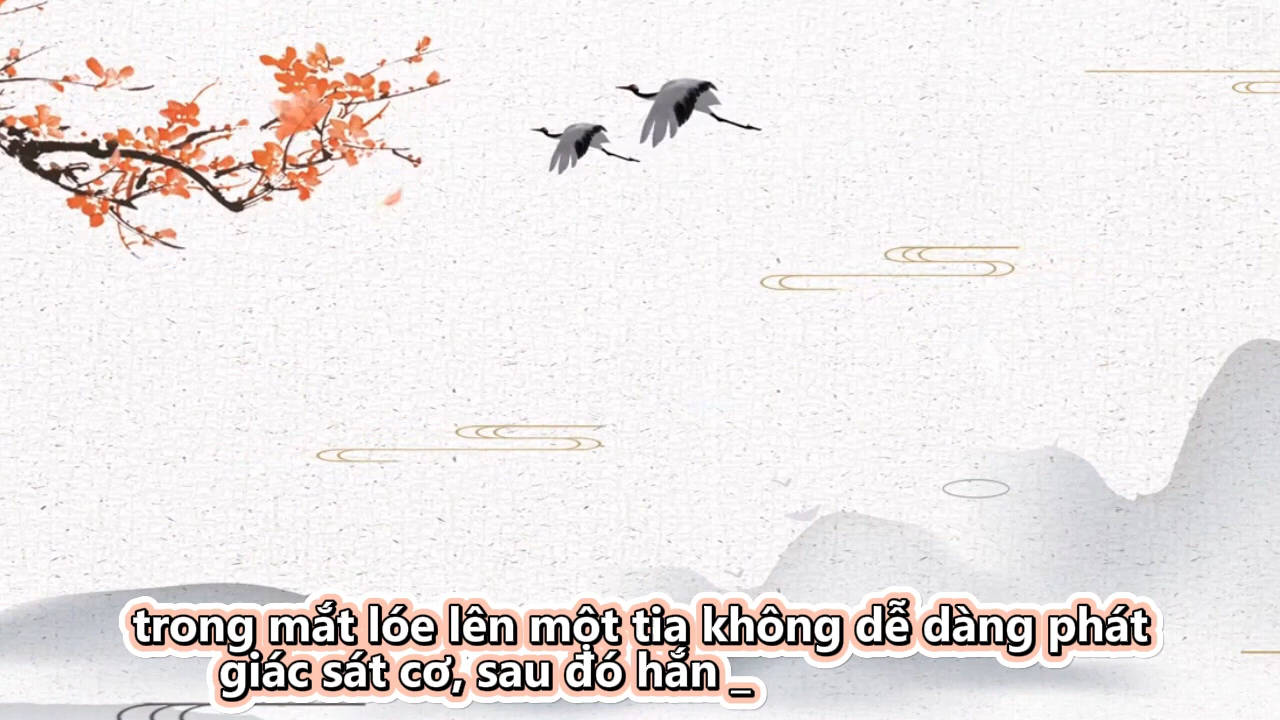 trong mắt lóe lên một tia không dễ dàng phát
giác sát cơ, sau đó hắn _